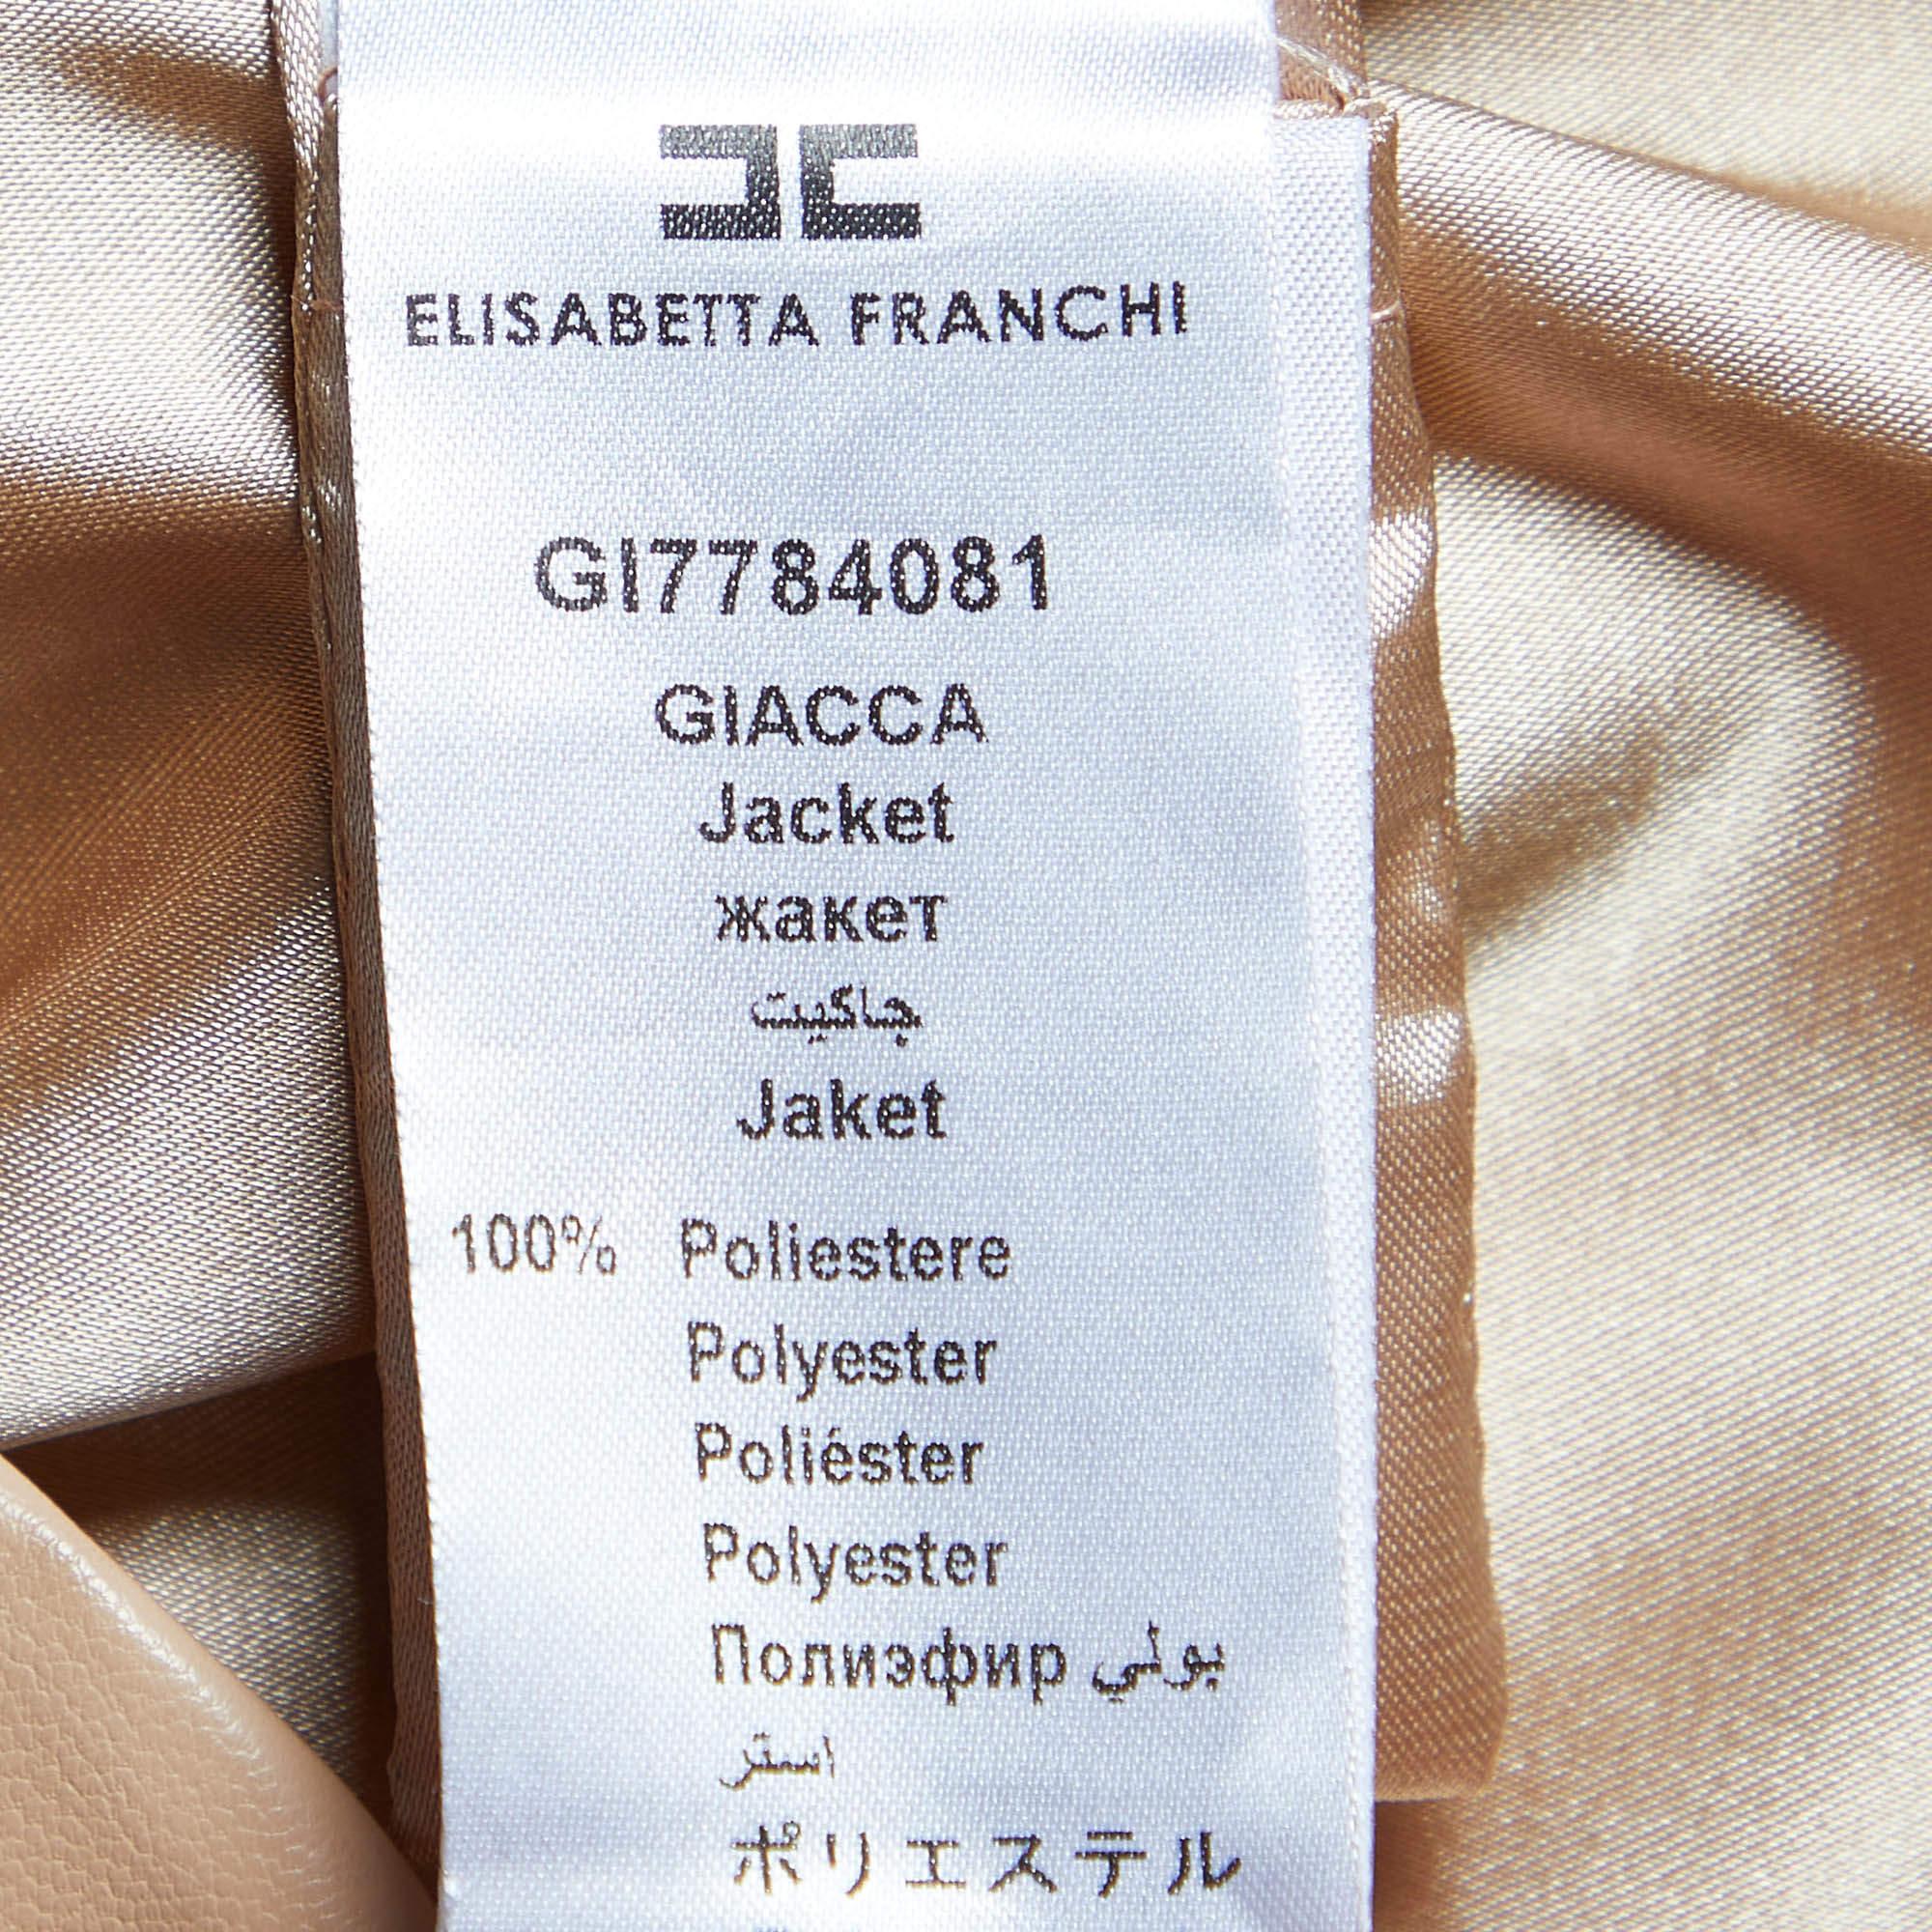 ELISABETTA FRANCHI
GI7784081
GIACCA
Jacket
жакет
جاكيت
Jaket
100% Poliestere
Polyester
Poliéster
Polyester
Полиэфир بولي
استر
ポリエステル